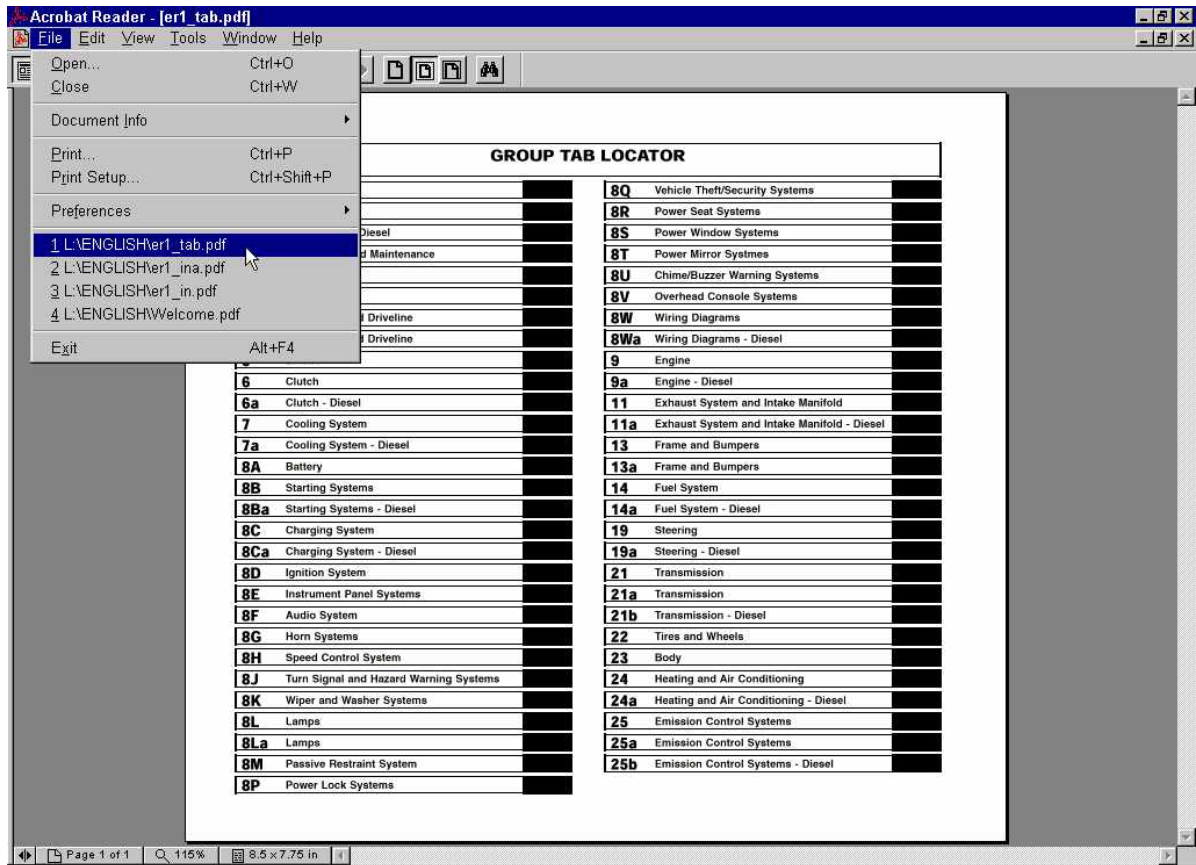 Acrobat Reader - [er1_tab.pdf]
File Edit View Tools Window Help
Open... Ctrl+O
Close Ctrl+W
Document Info
Print... Ctrl+P
Print Setup... Ctrl+Shift+P
Preferences
1 L:\ENGLISH\er1_tab.pdf
2 L:\ENGLISH\er1_ina.pdf
3 L:\ENGLISH\er1_in.pdf
4 L:\ENGLISH\Welcome.pdf
Exit Alt+F4
GROUP TAB LOCATOR
Diesel
Maintenance
Driveline
Driveline
6 Clutch
6a Clutch - Diesel
7 Cooling System
7a Cooling System - Diesel
8A Battery
8B Starting Systems
8Ba Starting Systems - Diesel
8C Charging System
8Ca Charging System - Diesel
8D Ignition System
8E Instrument Panel Systems
8F Audio System
8G Horn Systems
8H Speed Control System
8J Turn Signal and Hazard Warning Systems
8K Wiper and Washer Systems
8L Lamps
8La Lamps
8M Passive Restraint System
8P Power Lock Systems
8Q Vehicle Theft/Security Systems
8R Power Seat Systems
8S Power Window Systems
8T Power Mirror Systmes
8U Chime/Buzzer Warning Systems
8V Overhead Console Systems
8W Wiring Diagrams
8Wa Wiring Diagrams - Diesel
9 Engine
9a Engine - Diesel
11 Exhaust System and Intake Manifold
11a Exhaust System and Intake Manifold - Diesel
13 Frame and Bumpers
13a Frame and Bumpers
14 Fuel System
14a Fuel System - Diesel
19 Steering
19a Steering - Diesel
21 Transmission
21a Transmission
21b Transmission - Diesel
22 Tires and Wheels
23 Body
24 Heating and Air Conditioning
24a Heating and Air Conditioning - Diesel
25 Emission Control Systems
25a Emission Control Systems
25b Emission Control Systems - Diesel
Page 1 of 1 115% 8.5 x 7.75 in